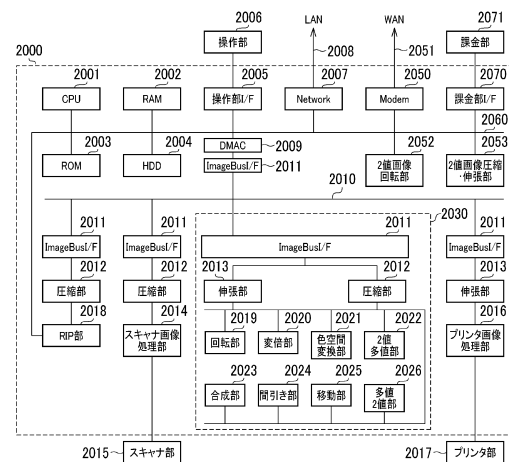 2006
操作部
LAN
2008
WAN
2051
2071
課金部
2000
2001
CPU
2002
RAM
2005
操作部I/F
2007
Network
2050
Modem
2070
課金部I/F
2060
2003
ROM
2004
HDD
DMAC
2009
ImageBusI/F
2011
2052
2値画像
回転部
2053
2値画像圧縮
・伸張部
2010
2030
2011
ImageBusI/F
2011
ImageBusI/F
2011
ImageBusI/F
2011
ImageBusI/F
2012
圧縮部
2012
圧縮部
2013
伸張部
2012
圧縮部
2013
伸張部
2018
RIP部
2014
スキャナ画像
処理部
2019
回転部
2020
変倍部
2021
色空間
変換部
2022
2値
多値部
2016
プリンタ画像
処理部
2023
合成部
2024
間引き部
2025
移動部
2026
多値
2値部
2015
スキャナ部
2017
プリンタ部